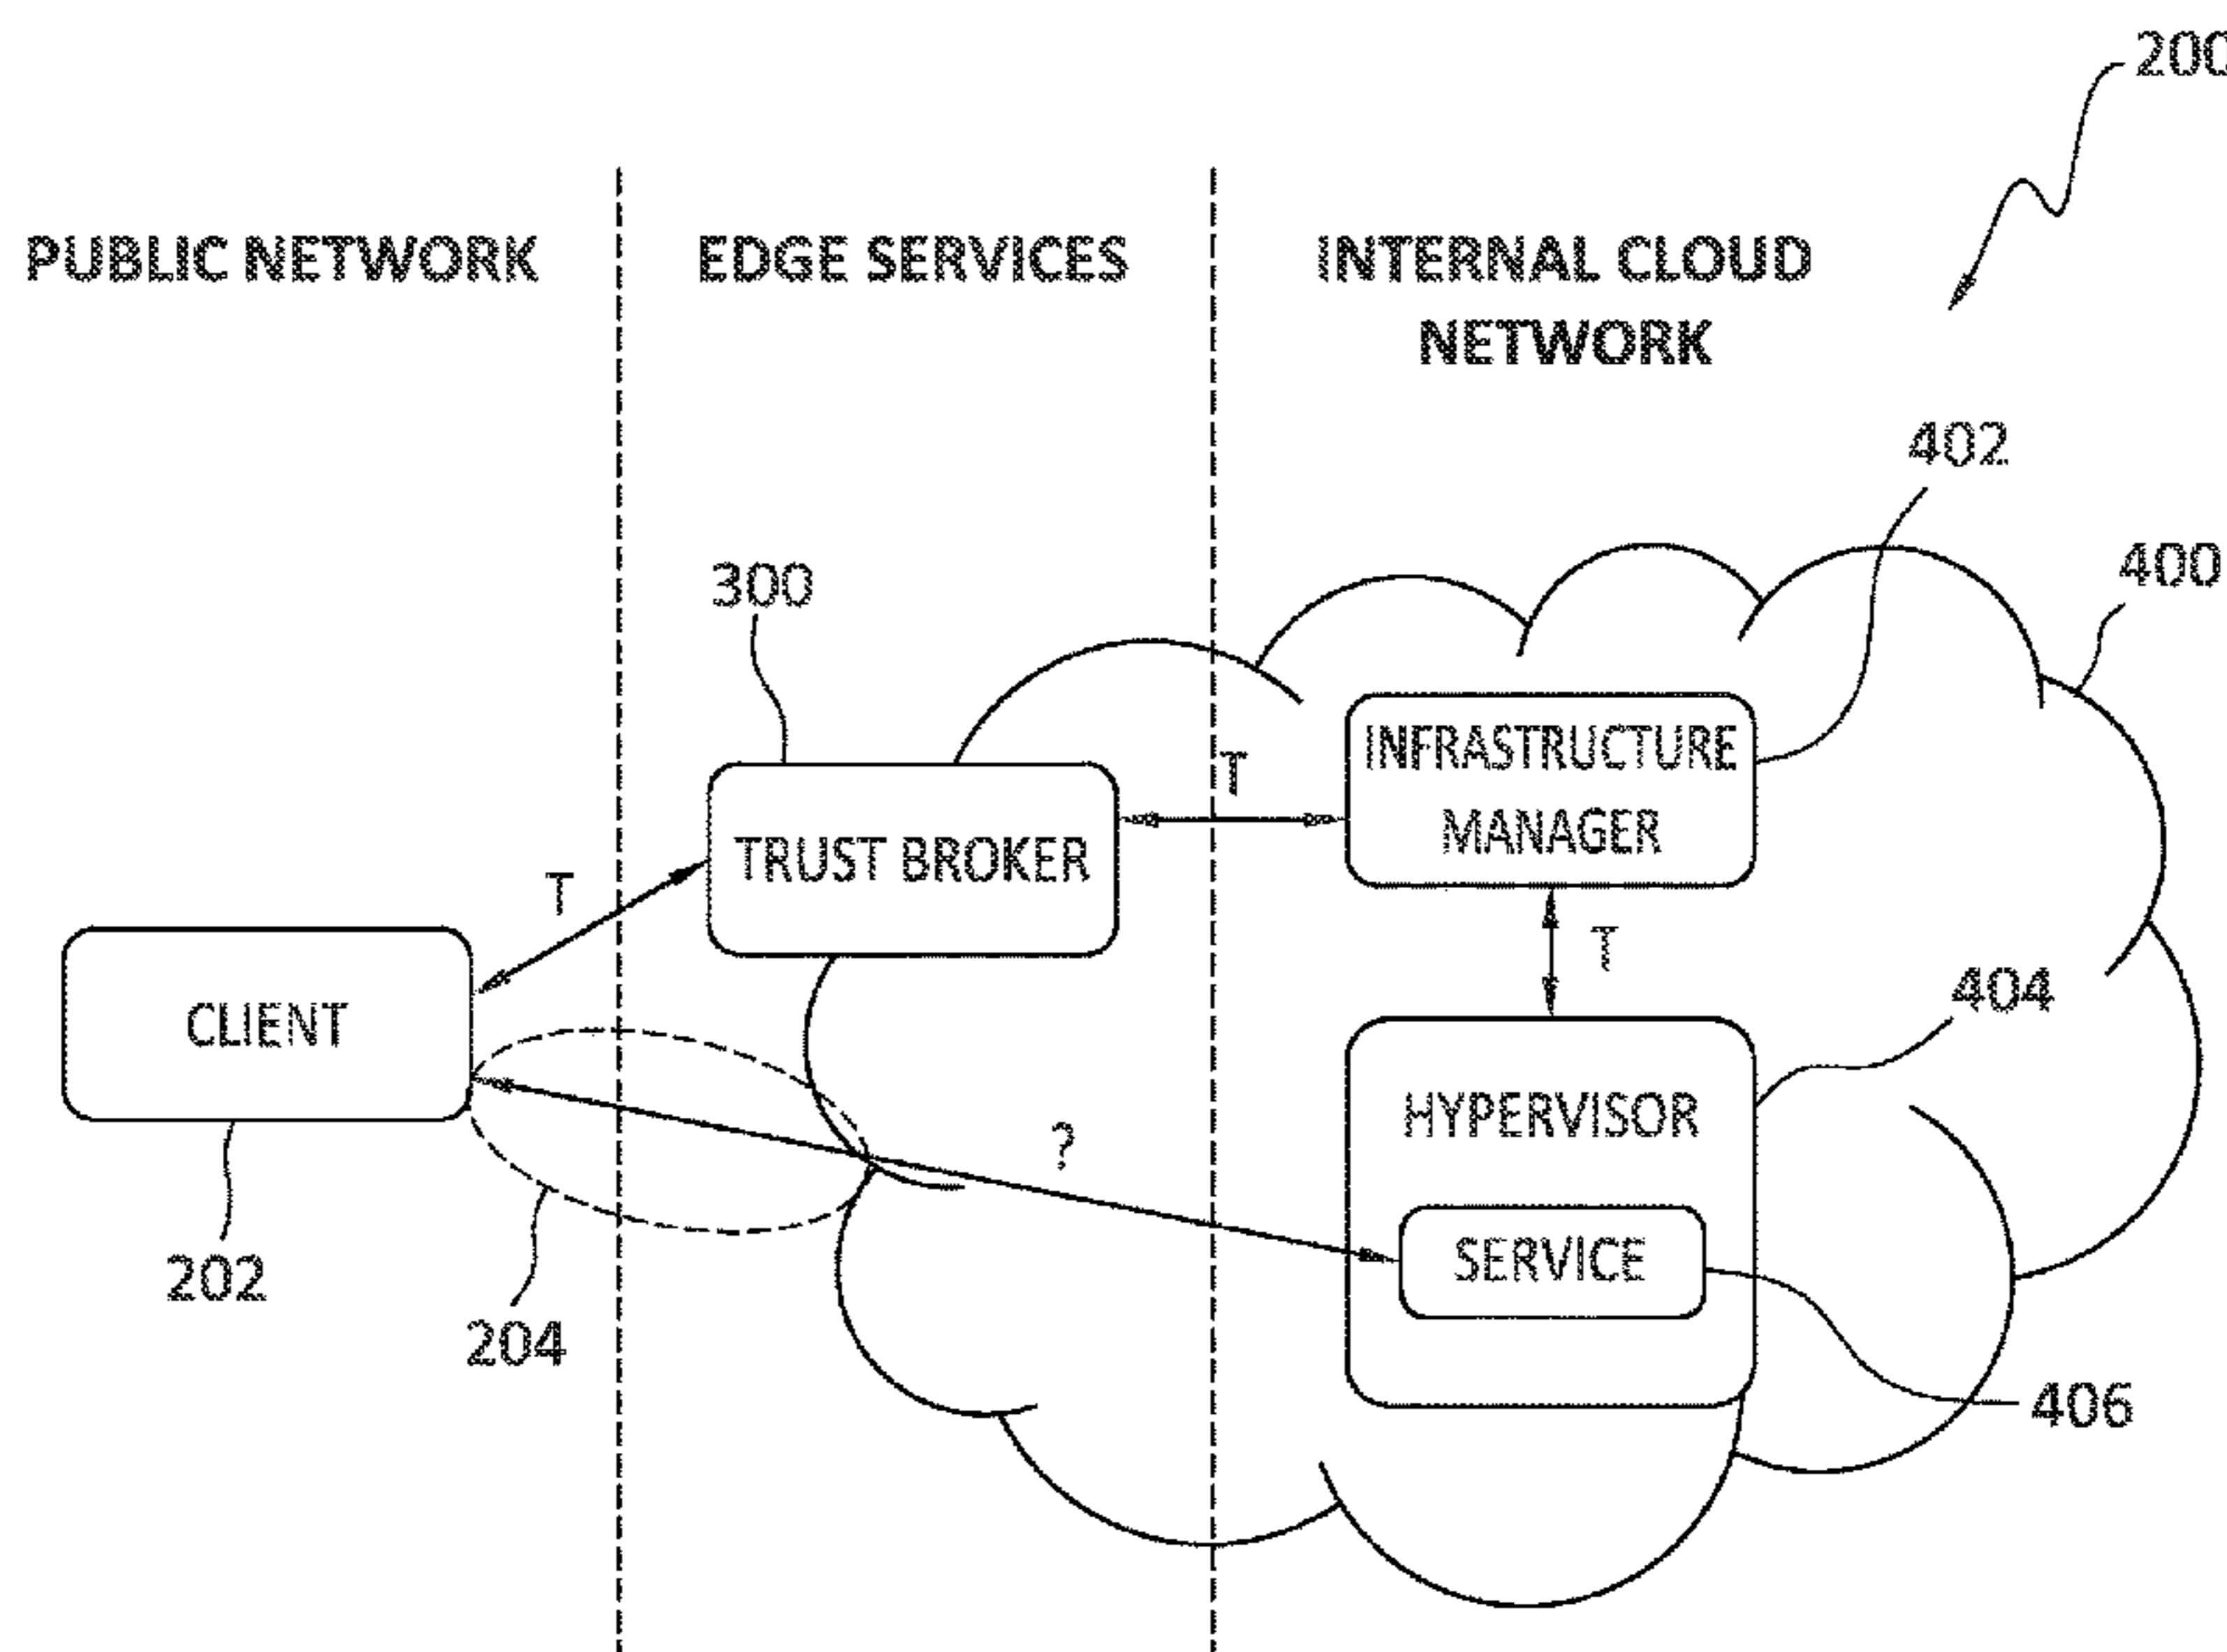 200
PUBLIC NETWORK
EDGE SERVICES
INTERNAL CLOUD
NETWORK
402
400
300
INFRASTRUCTURE
MANAGER
T
TRUST BROKER
T
T
CLIENT
404
HYPERVISOR
?
SERVICE
202
204
406